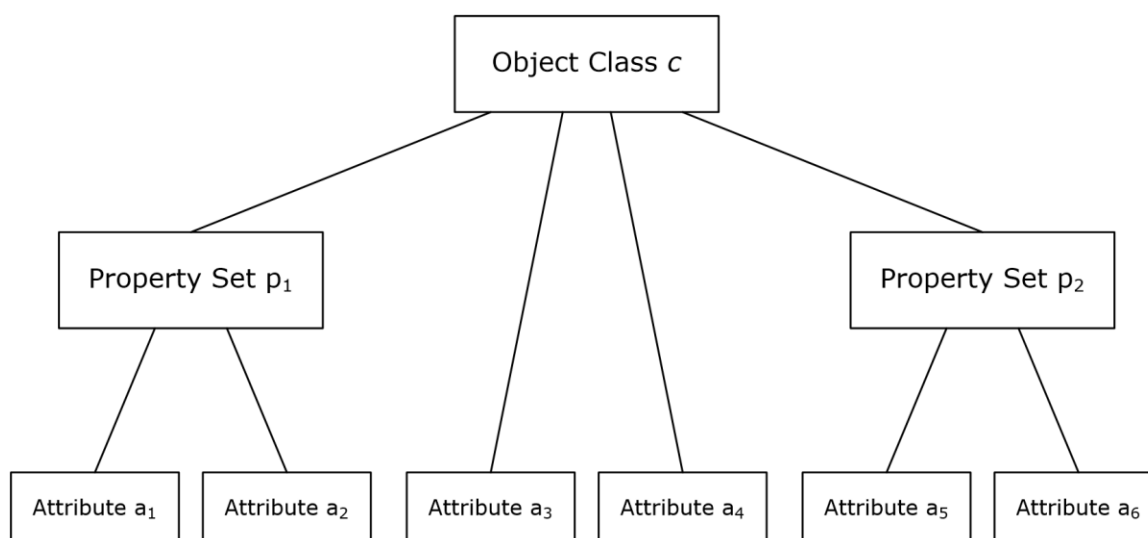 Object Class c
Property Set p₁
Property Set p₂
Attribute a₁
Attribute a₂
Attribute a₃
Attribute a₄
Attribute a₅
Attribute a₆